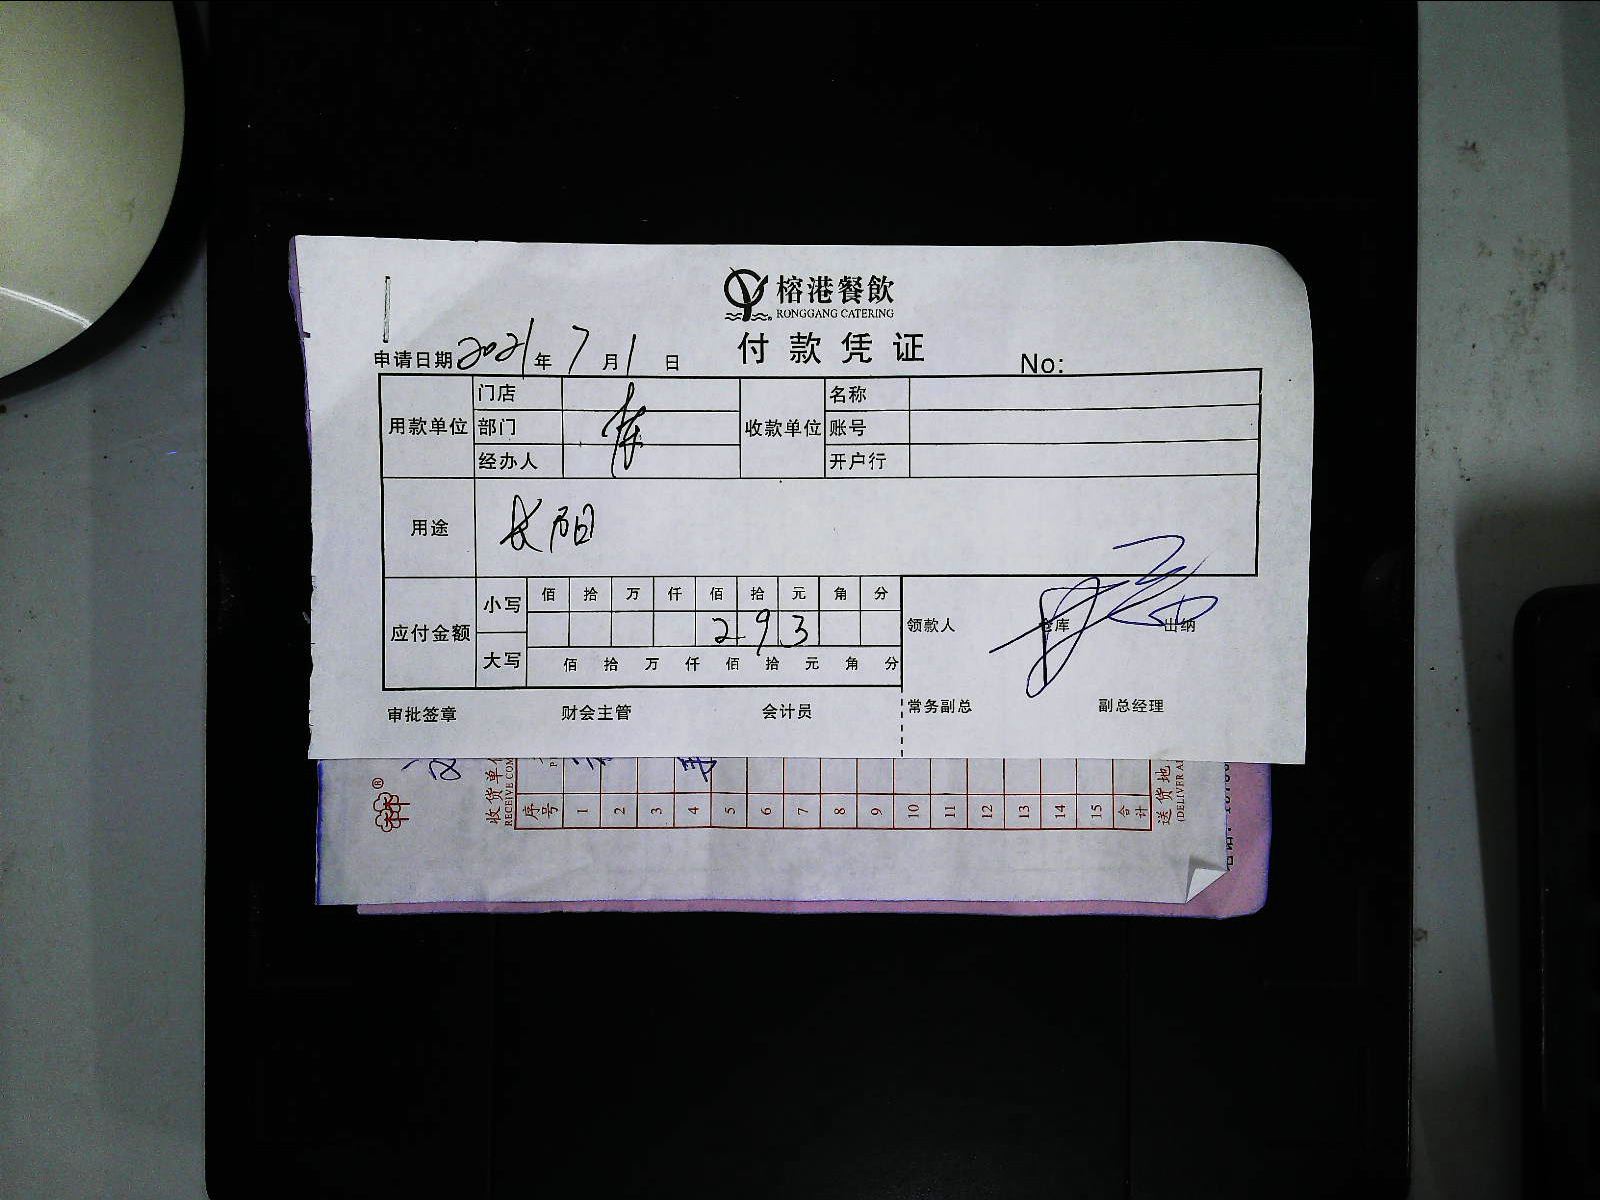 榕港餐飲
RONGGANG CATERING
付款凭证
申请日期 2021 年 7 月 1 日 No:
用款单位 门店 收款单位 名称
部门 账号
经办人 开户行
用途 长阳
应付金额 小写 佰 拾 万 仟 佰 拾 元 角 分
2 9 3
领款人 仓库 出纳
大写 佰 拾 万 仟 佰 拾 元 角 分
审批签章 财会主管 会计员 常务副总 副总经理
®
收货单
RECEIVE COM
序号 1 2 3 4 5 6 7 8 9 10 11 12 13 14 15 合计
送货地
(DELIVER A